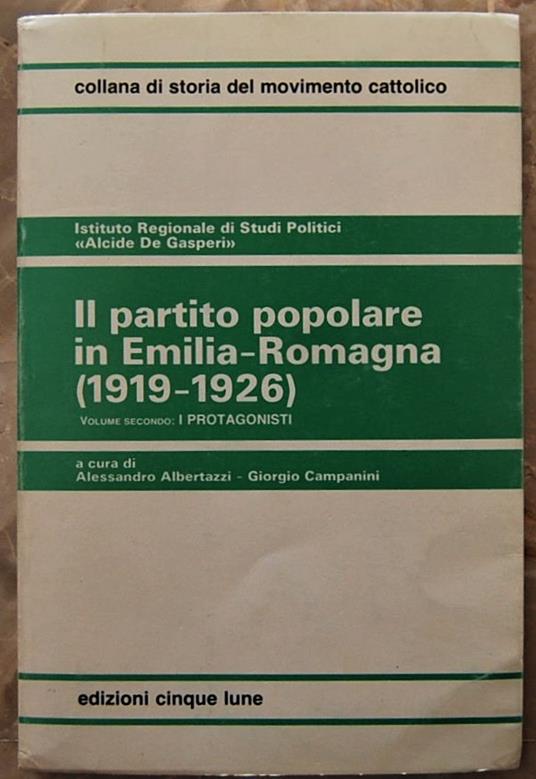 collana di storia del movimento cattolico
Istituto Regionale di Studi Politici
«Alcide De Gasperi»
Il partito popolare
in Emilia-Romagna
(1919-1926)
VOLUME SECONDO: I PROTAGONISTI
a cura di
Alessandro Albertazzi - Giorgio Campanini
edizioni cinque lune